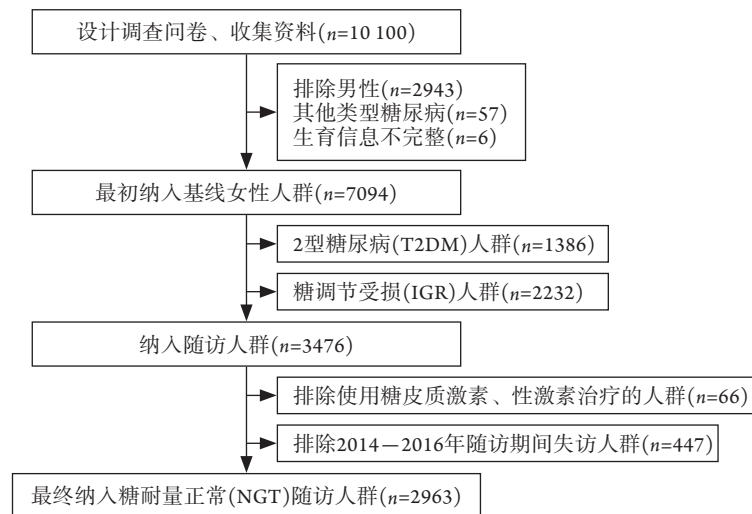 设计调查问卷、收集资料(n=10 100)
排除男性(n=2943)
其他类型糖尿病(n=57)
生育信息不完整(n=6)
最初纳入基线女性人群(n=7094)
2型糖尿病(T2DM)人群(n=1386)
糖调节受损(IGR)人群(n=2232)
纳入随访人群(n=3476)
排除使用糖皮质激素、性激素治疗的人群(n=66)
排除2014—2016年随访期间失访人群(n=447)
最终纳入糖耐量正常(NGT)随访人群(n=2963)